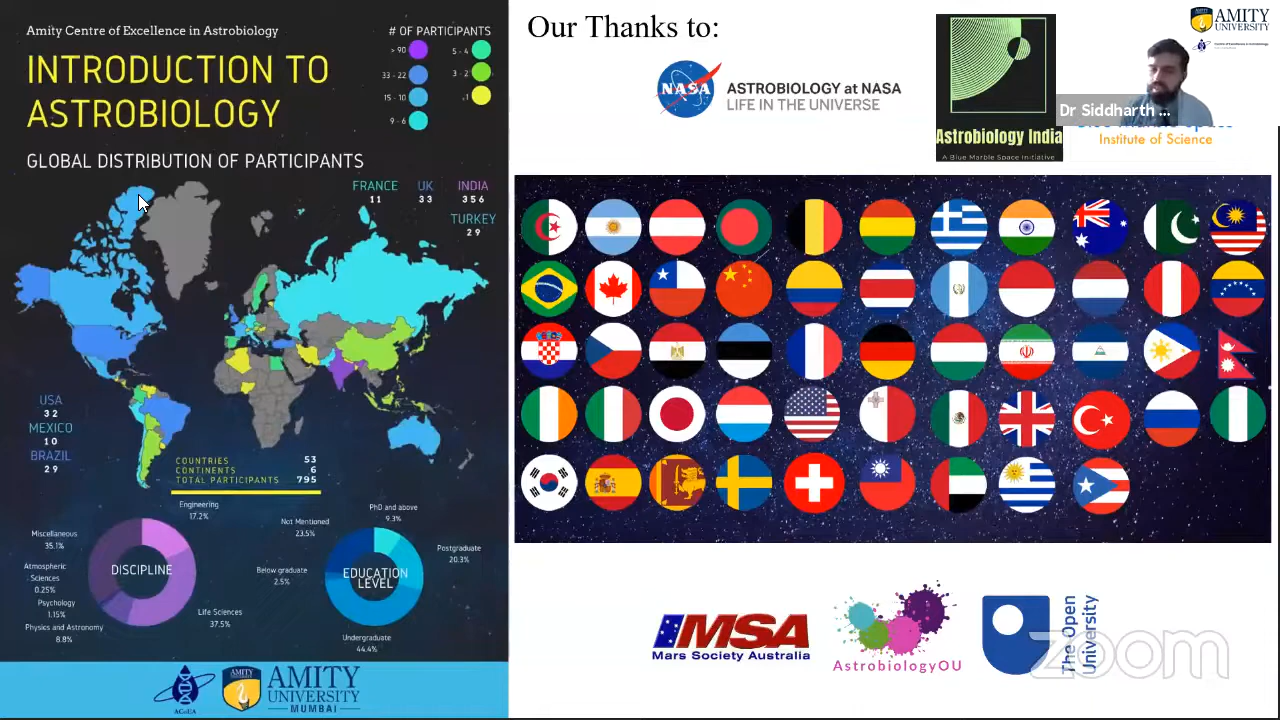 Amity Centre of Excellence in Astrobiology
INTRODUCTION TO
ASTROBIOLOGY
GLOBAL DISTRIBUTION OF PARTICIPANTS
# OF PARTICIPANTS
> 90
5 - 4
33 - 22
15 - 10
9 - 6
FRANCE
11
UK
33
INDIA
356
TURKEY
29
USA
32
MEXICO
10
BRAZIL
29
COUNTRIES 53
CONTINENTS 6
TOTAL PARTICIPANTS 795
Engineering
17.2%
Miscellaneous
35.1%
Atmospheric
Sciences
0.25%
Psychology
1.15%
Physics and Astronomy
8.8%
Life Sciences
37.5%
DISCIPLINE
PhD and above
9.3%
Not Mentioned
23.5%
Postgraduate
20.3%
Below graduate
2.5%
EDUCATION
LEVEL
Undergraduate
44.4%
ACoEA
AMITY
UNIVERSITY
MUMBAI
Our Thanks to:
NASA
ASTROBIOLOGY at NASA
LIFE IN THE UNIVERSE
Astrobiology India
A Blue Marble Space Initiative
AMITY
UNIVERSITY
Dr Siddharth ...
Institute of Science
MSA
Mars Society Australia
AstrobiologyOU
The Open
University
zoom